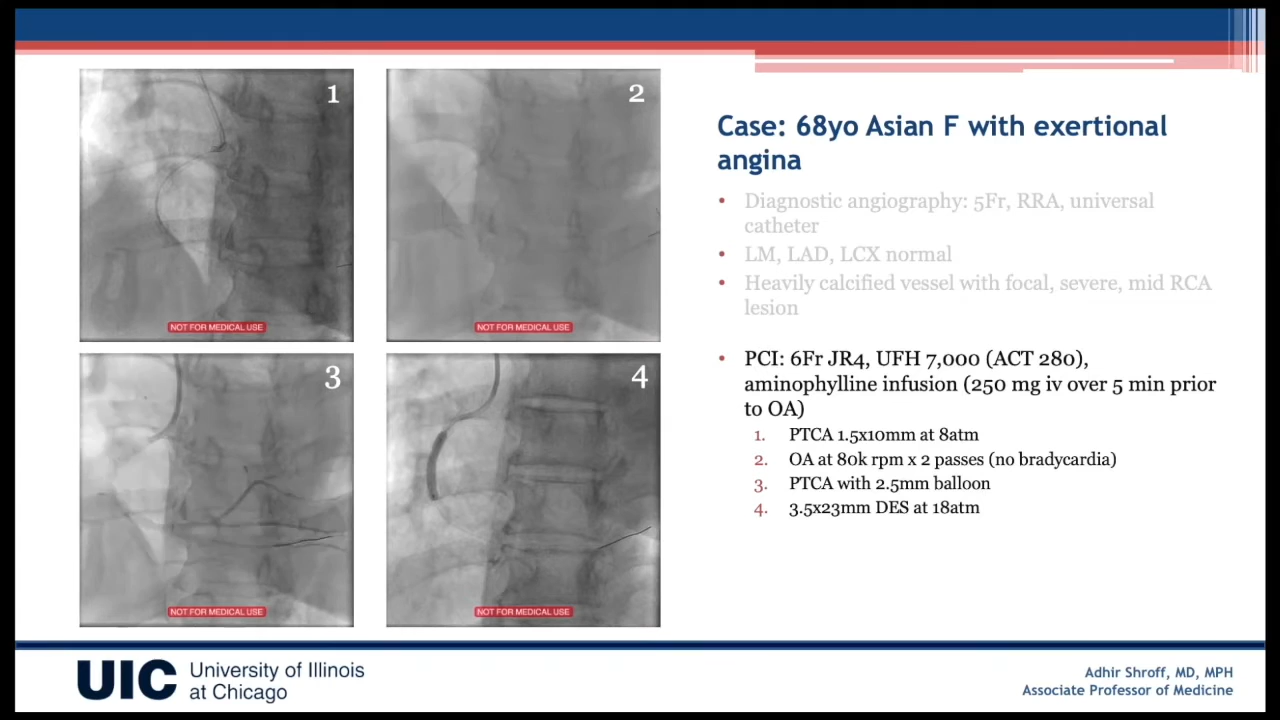 1
2
NOT FOR MEDICAL USE
NOT FOR MEDICAL USE
3
4
NOT FOR MEDICAL USE
NOT FOR MEDICAL USE
Case: 68yo Asian F with exertional
angina
• Diagnostic angiography: 5Fr, RRA, universal
catheter
• LM, LAD, LCX normal
• Heavily calcified vessel with focal, severe, mid RCA
lesion
• PCI: 6Fr JR4, UFH 7,000 (ACT 280),
aminophylline infusion (250 mg iv over 5 min prior
to OA)
1. PTCA 1.5x10mm at 8atm
2. OA at 80k rpm x 2 passes (no bradycardia)
3. PTCA with 2.5mm balloon
4. 3.5x23mm DES at 18atm
UIC University of Illinois
at Chicago
Adhir Shroff, MD, MPH
Associate Professor of Medicine